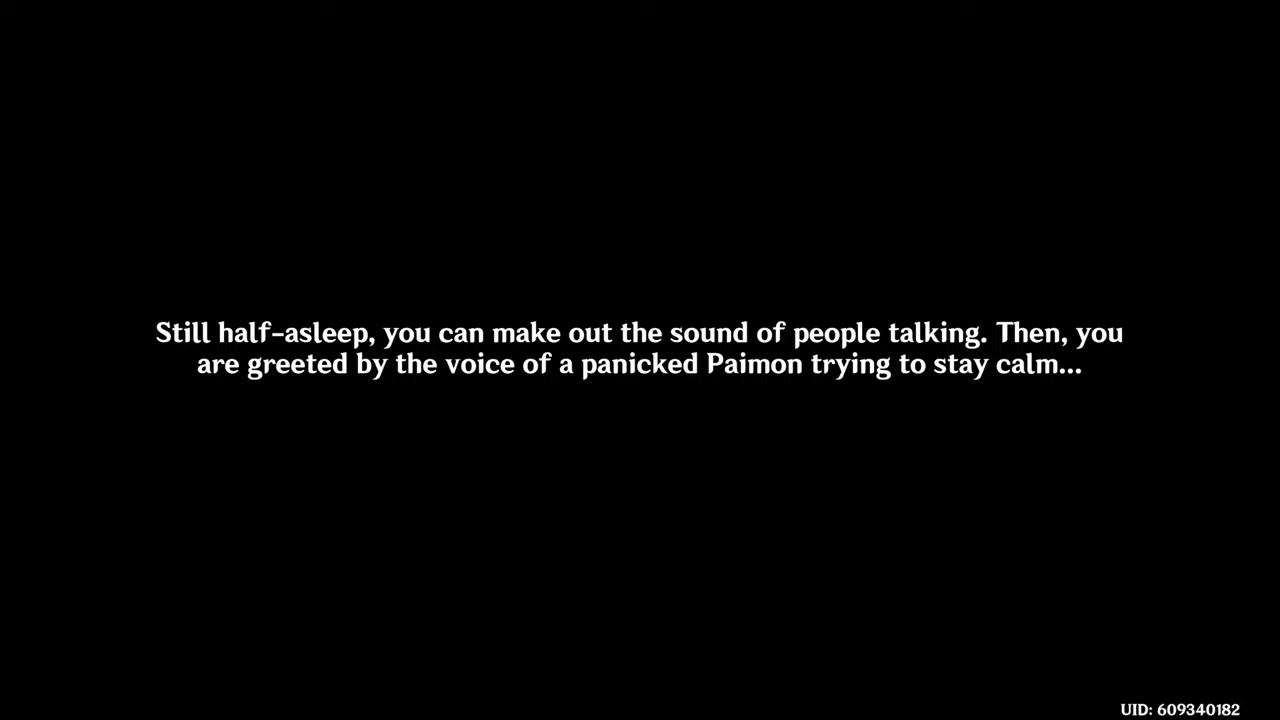 Still half-asleep, you can make out the sound of people talking. Then, you
are greeted by the voice of a panicked Paimon trying to stay calm...
UID: 609340182